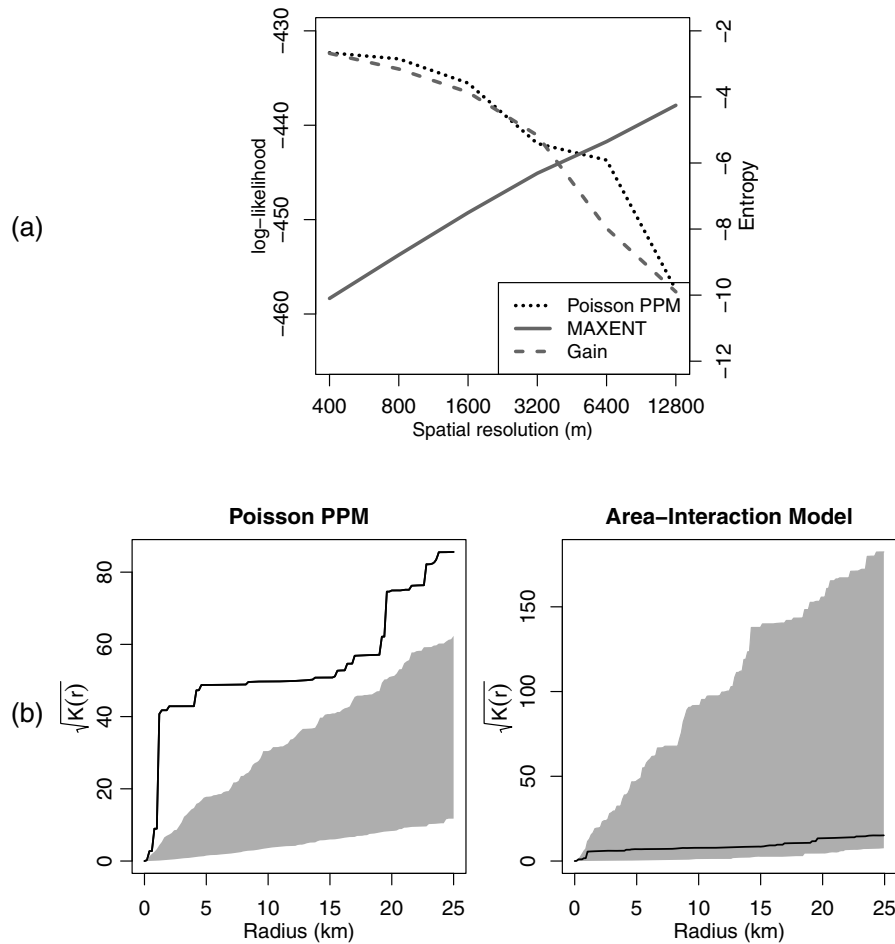 (a)
log−likelihood
−430
−440
−450
−460
Entropy
−2
−4
−6
−8
−10
−12
Poisson PPM
MAXENT
Gain
400 800 1600 3200 6400 12800
Spatial resolution (m)
(b)
Poisson PPM
√K(r)
80
60
40
20
0
0 5 10 15 20 25
Radius (km)
Area−Interaction Model
√K(r)
150
100
50
0
0 5 10 15 20 25
Radius (km)